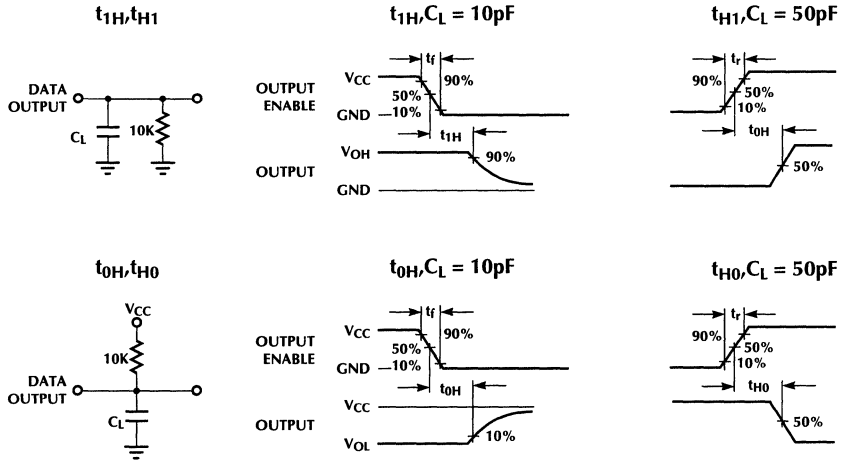 t1H,tH1
t1H,CL = 10pF
tH1,CL = 50pF
DATA
OUTPUT
CL
10K
OUTPUT
ENABLE
VCC
50%
10%
GND
tf
90%
t1H
OUTPUT
VOH
90%
GND
tr
90%
50%
10%
t0H
50%
t0H,tH0
t0H,CL = 10pF
tH0,CL = 50pF
VCC
10K
DATA
OUTPUT
CL
OUTPUT
ENABLE
VCC
50%
10%
GND
tf
90%
t0H
OUTPUT
VCC
VOL
10%
tr
90%
50%
10%
tH0
50%